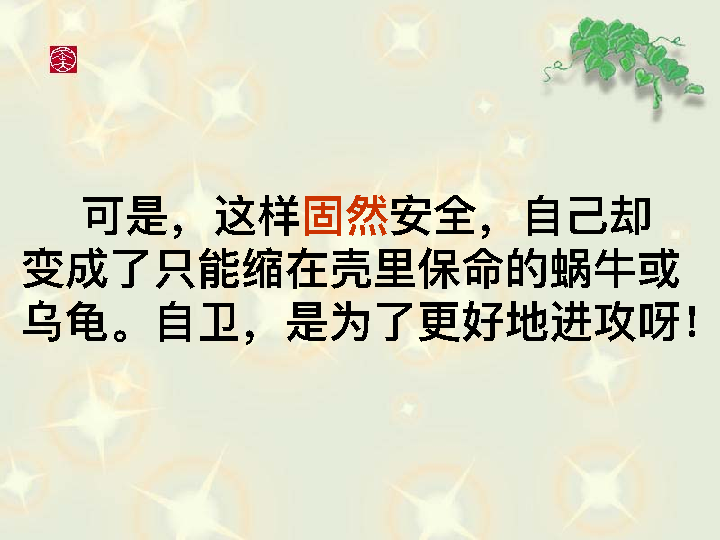 可是，这样固然安全，自己却
变成了只能缩在壳里保命的蜗牛或
乌龟。自卫，是为了更好地进攻呀！